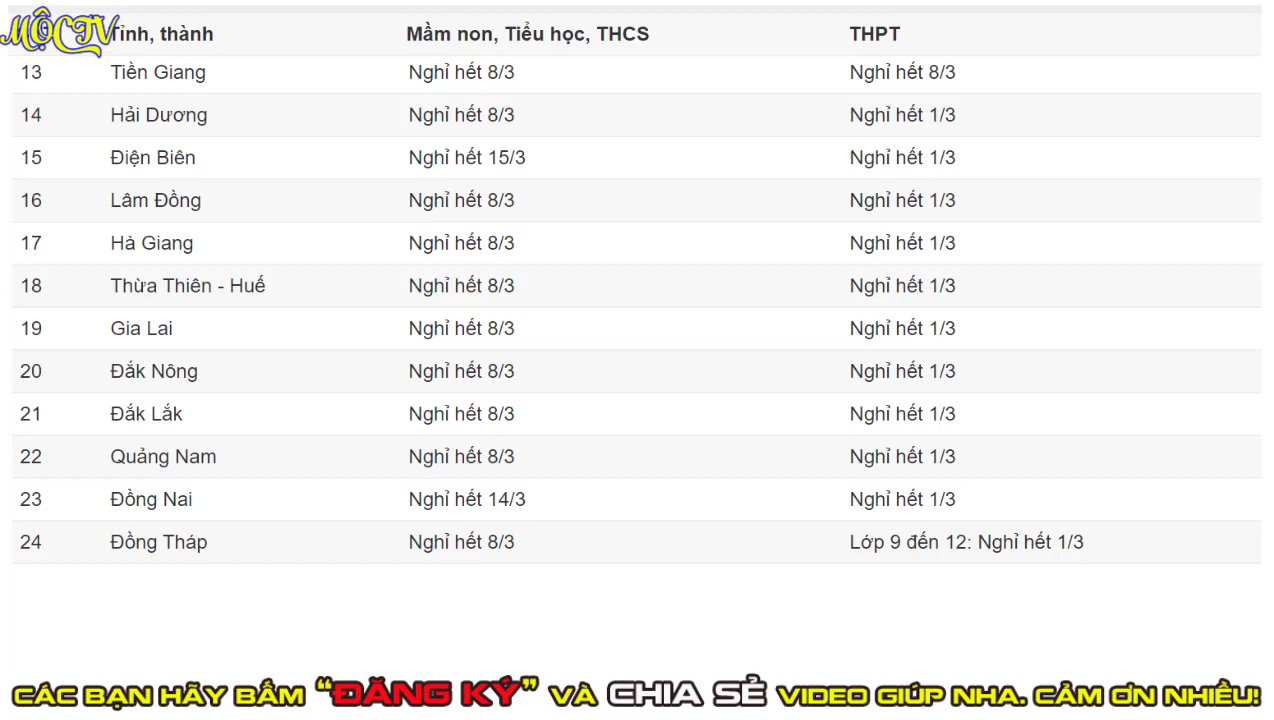 MỘC TV
Tỉnh, thành Mầm non, Tiểu học, THCS THPT
13 Tiền Giang Nghỉ hết 8/3 Nghỉ hết 8/3
14 Hải Dương Nghỉ hết 8/3 Nghỉ hết 1/3
15 Điện Biên Nghỉ hết 15/3 Nghỉ hết 1/3
16 Lâm Đồng Nghỉ hết 8/3 Nghỉ hết 1/3
17 Hà Giang Nghỉ hết 8/3 Nghỉ hết 1/3
18 Thừa Thiên - Huế Nghỉ hết 8/3 Nghỉ hết 1/3
19 Gia Lai Nghỉ hết 8/3 Nghỉ hết 1/3
20 Đắk Nông Nghỉ hết 8/3 Nghỉ hết 1/3
21 Đắk Lắk Nghỉ hết 8/3 Nghỉ hết 1/3
22 Quảng Nam Nghỉ hết 8/3 Nghỉ hết 1/3
23 Đồng Nai Nghỉ hết 14/3 Nghỉ hết 1/3
24 Đồng Tháp Nghỉ hết 8/3 Lớp 9 đến 12: Nghỉ hết 1/3
CÁC BẠN HÃY BẤM “ĐĂNG KÝ” VÀ CHIA SẺ VIDEO GIÚP NHA. CẢM ƠN NHIỀU!